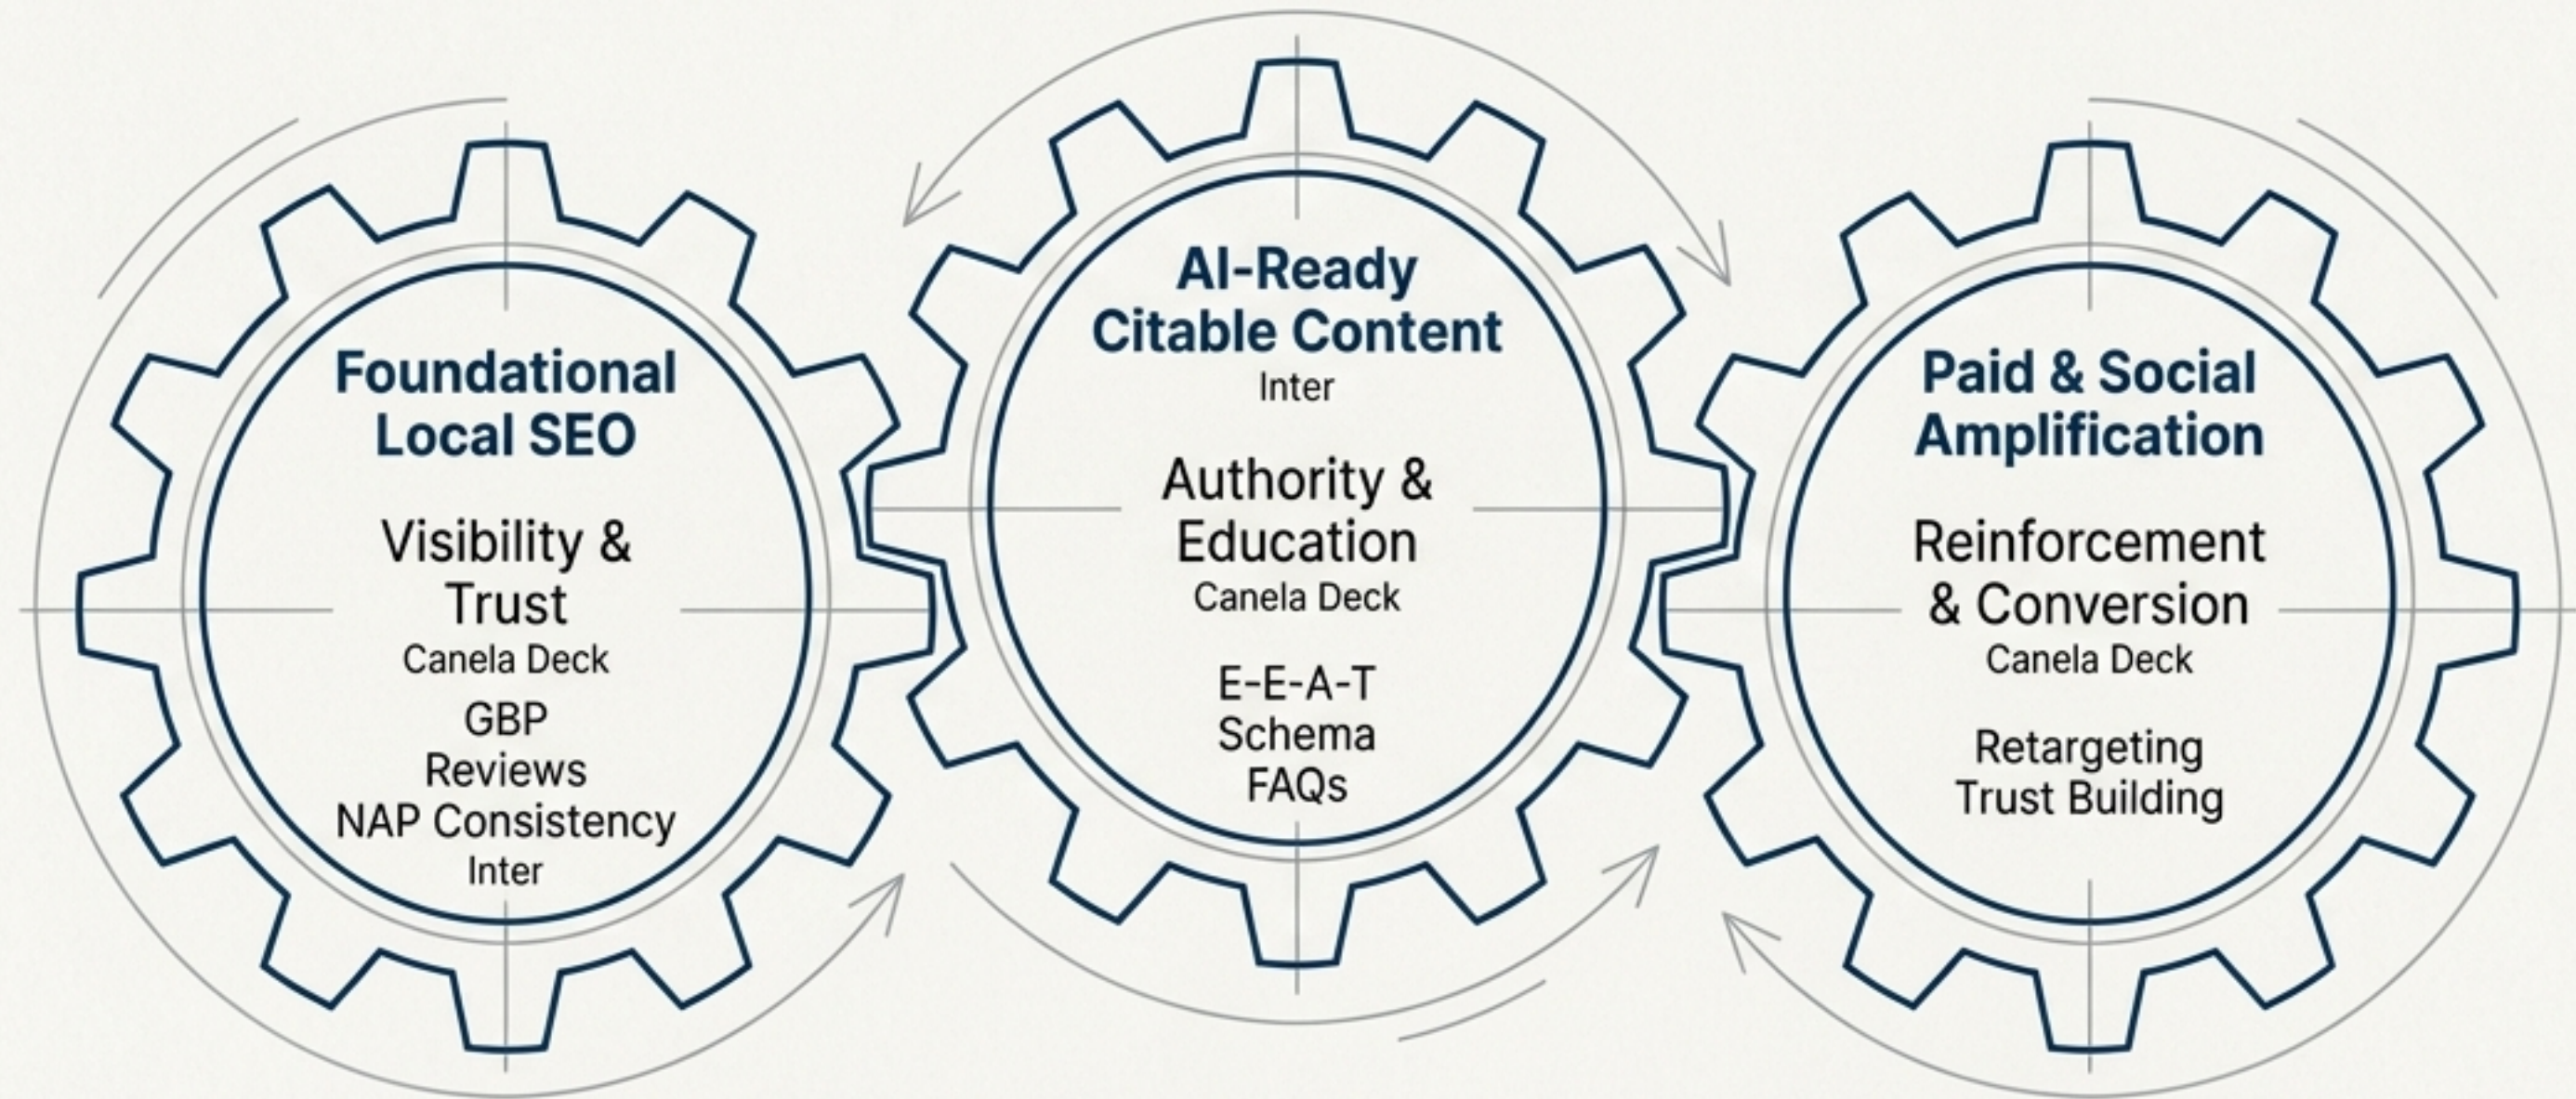 Foundational
Local SEO
Visibility &
Trust
Canela Deck
GBP
Reviews
NAP Consistency
Inter
AI-Ready
Citable Content
Inter
Authority &
Education
Canela Deck
E-E-A-T
Schema
FAQs
Paid & Social
Amplification
Reinforcement
& Conversion
Canela Deck
Retargeting
Trust Building